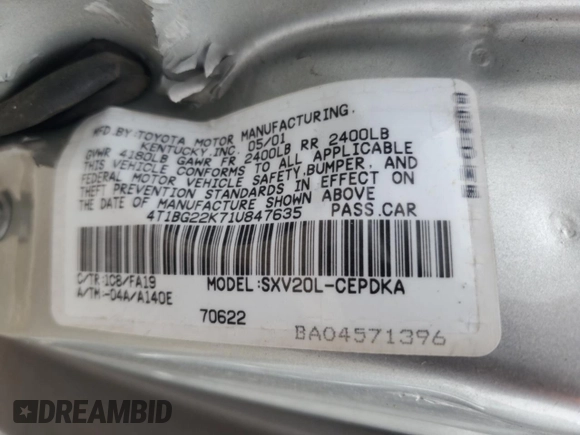 MFD. BY: TOYOTA MOTOR MANUFACTURING.
KENTUCKY INC. 05/01
GVWR 4180LB GAWR FR 2400LB RR 2400LB
THIS VEHICLE CONFORMS TO ALL APPLICABLE
FEDERAL MOTOR VEHICLE SAFETY, BUMPER, AND
THEFT PREVENTION STANDARDS IN EFFECT ON
THE DATE OF MANUFACTURE SHOWN ABOVE
4T1BG22K71U847635 PASS.CAR
C/TR:1C8/FA19 MODEL:SXV20L-CEPDKA
A/TM:-04A/A140E
70622
BA04571396
DREAMBID